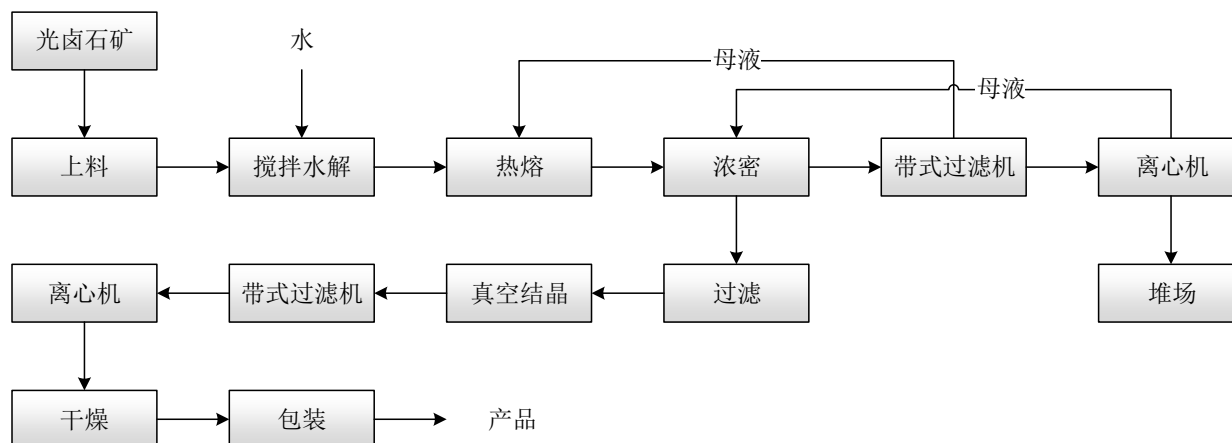 光卤石矿
水
母液
母液
上料
搅拌水解
热熔
浓密
带式过滤机
离心机
离心机
带式过滤机
真空结晶
过滤
堆场
干燥
包装
产品